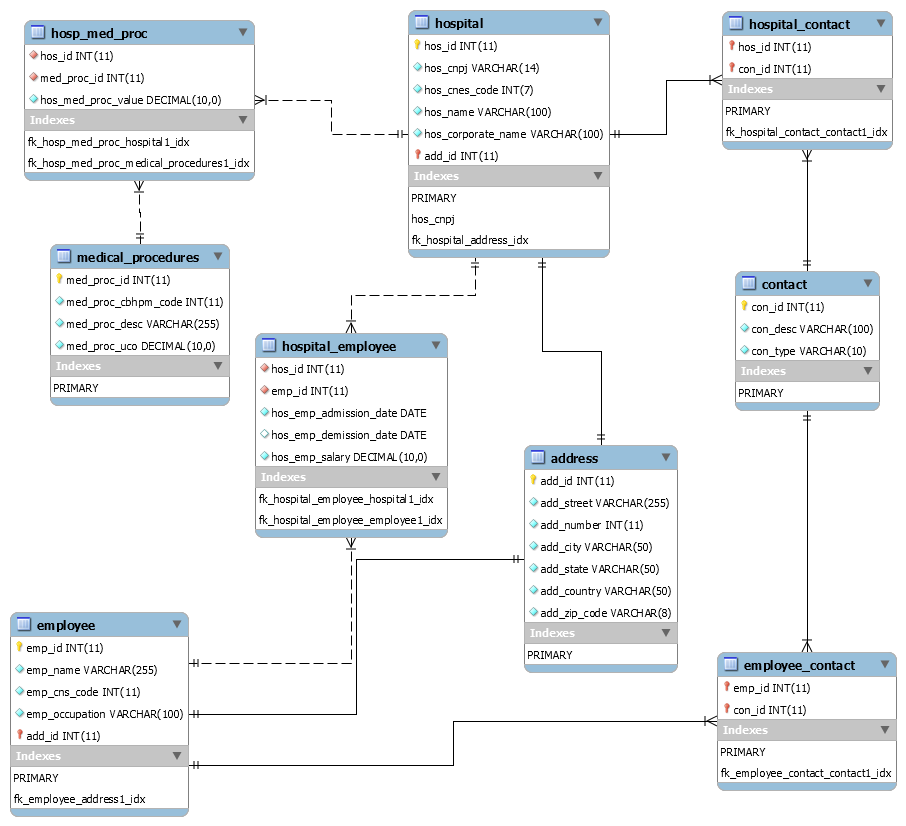 hosp_med_proc
hos_id INT(11)
med_proc_id INT(11)
hos_med_proc_value DECIMAL(10,0)
Indexes
fk_hosp_med_proc_hospital1_idx
fk_hosp_med_proc_medical_procedures1_idx
hospital
hos_id INT(11)
hos_cnpj VARCHAR(14)
hos_cnes_code INT(7)
hos_name VARCHAR(100)
hos_corporate_name VARCHAR(100)
add_id INT(11)
Indexes
PRIMARY
hos_cnpj
fk_hospital_address_idx
hospital_contact
hos_id INT(11)
con_id INT(11)
Indexes
PRIMARY
fk_hospital_contact_contact1_idx
medical_procedures
med_proc_id INT(11)
med_proc_cbhpm_code INT(11)
med_proc_desc VARCHAR(255)
med_proc_uco DECIMAL(10,0)
Indexes
PRIMARY
hospital_employee
hos_id INT(11)
emp_id INT(11)
hos_emp_admission_date DATE
hos_emp_demission_date DATE
hos_emp_salary DECIMAL(10,0)
Indexes
fk_hospital_employee_hospital1_idx
fk_hospital_employee_employee1_idx
contact
con_id INT(11)
con_desc VARCHAR(100)
con_type VARCHAR(10)
Indexes
PRIMARY
address
add_id INT(11)
add_street VARCHAR(255)
add_number INT(11)
add_city VARCHAR(50)
add_state VARCHAR(50)
add_country VARCHAR(50)
add_zip_code VARCHAR(8)
Indexes
PRIMARY
employee
emp_id INT(11)
emp_name VARCHAR(255)
emp_cns_code INT(11)
emp_occupation VARCHAR(100)
add_id INT(11)
Indexes
PRIMARY
fk_employee_address1_idx
employee_contact
emp_id INT(11)
con_id INT(11)
Indexes
PRIMARY
fk_employee_contact_contact1_idx